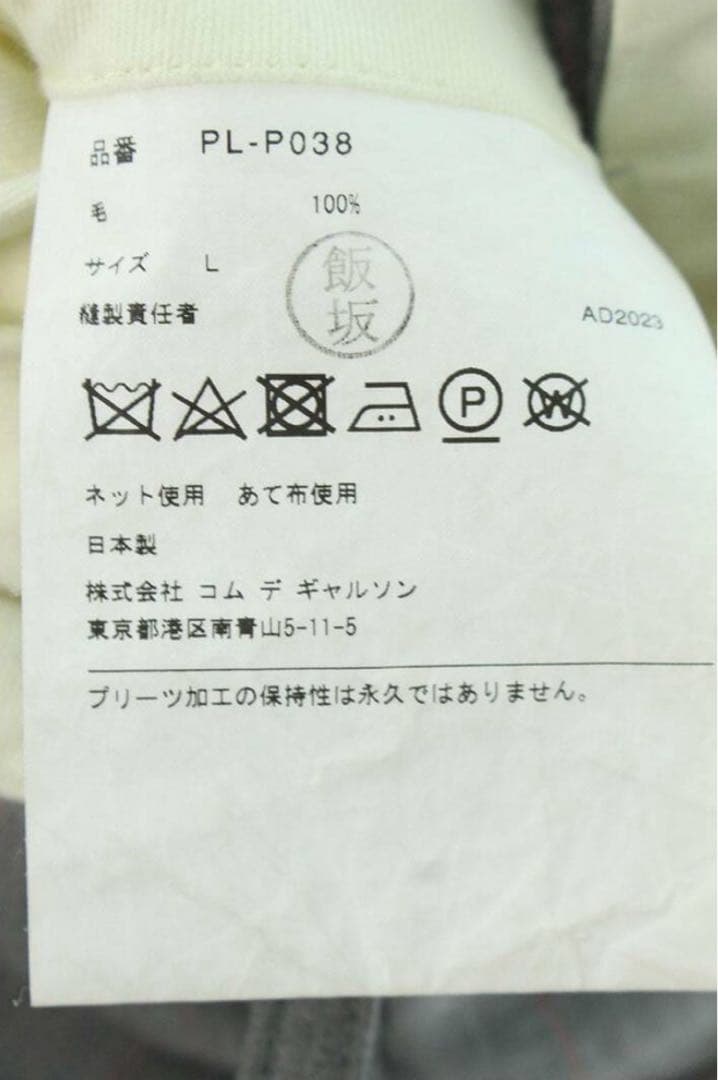 品番 PL-P038
毛 100%
サイズ L
飯坂
縫製責任者
AD2023
P W
ネット使用 あて布使用
日本製
株式会社 コム デ ギャルソン
東京都港区南青山5-11-5
プリーツ加工の保持性は永久ではありません。